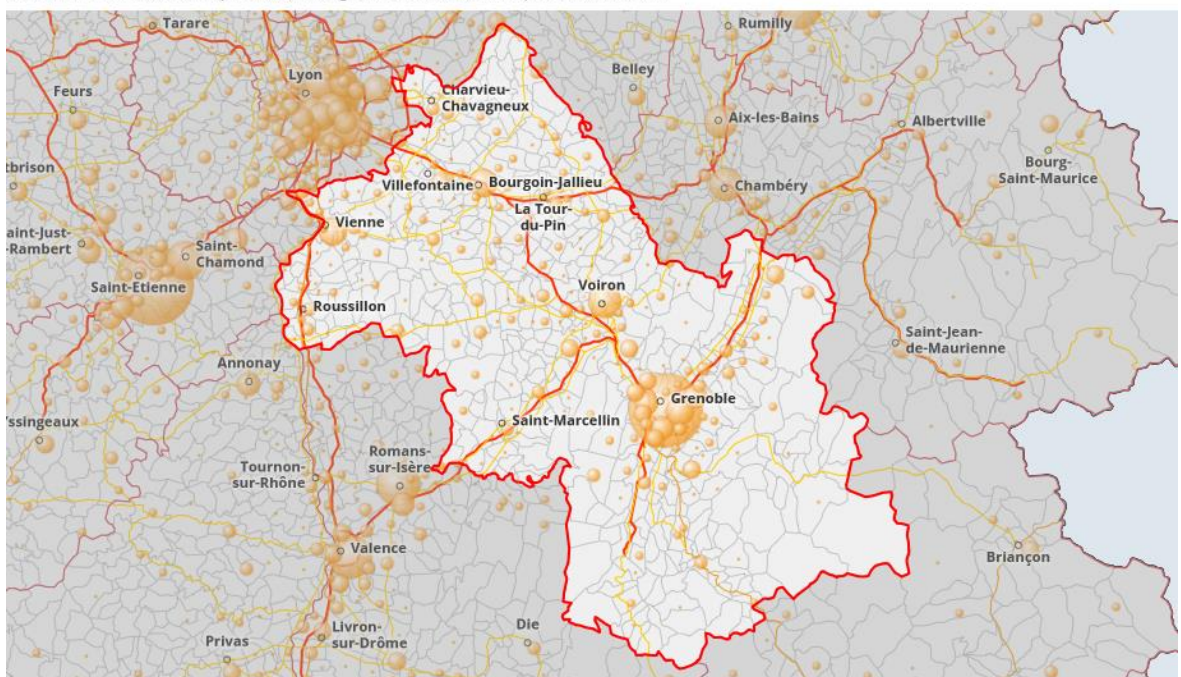 Tarare
Rumilly
Lyon
Belley
Feurs
Charvieu-
Chavagneux
Aix-les-Bains
Albertville
tbrison
Bourg-
Saint-Maurice
Villefontaine
Bourgoin-Jallieu
Chambéry
La Tour-
du-Pin
Vienne
Saint-
Chamond
aint-Just-
-Rambert
Saint-Etienne
Voiron
Roussillon
Saint-Jean-
de-Maurienne
Annonay
Grenoble
Yssingeaux
Saint-Marcellin
Romans-
sur-Isère
Tournon-
sur-Rhône
Valence
Briançon
Livron-
sur-Drôme
Die
Privas